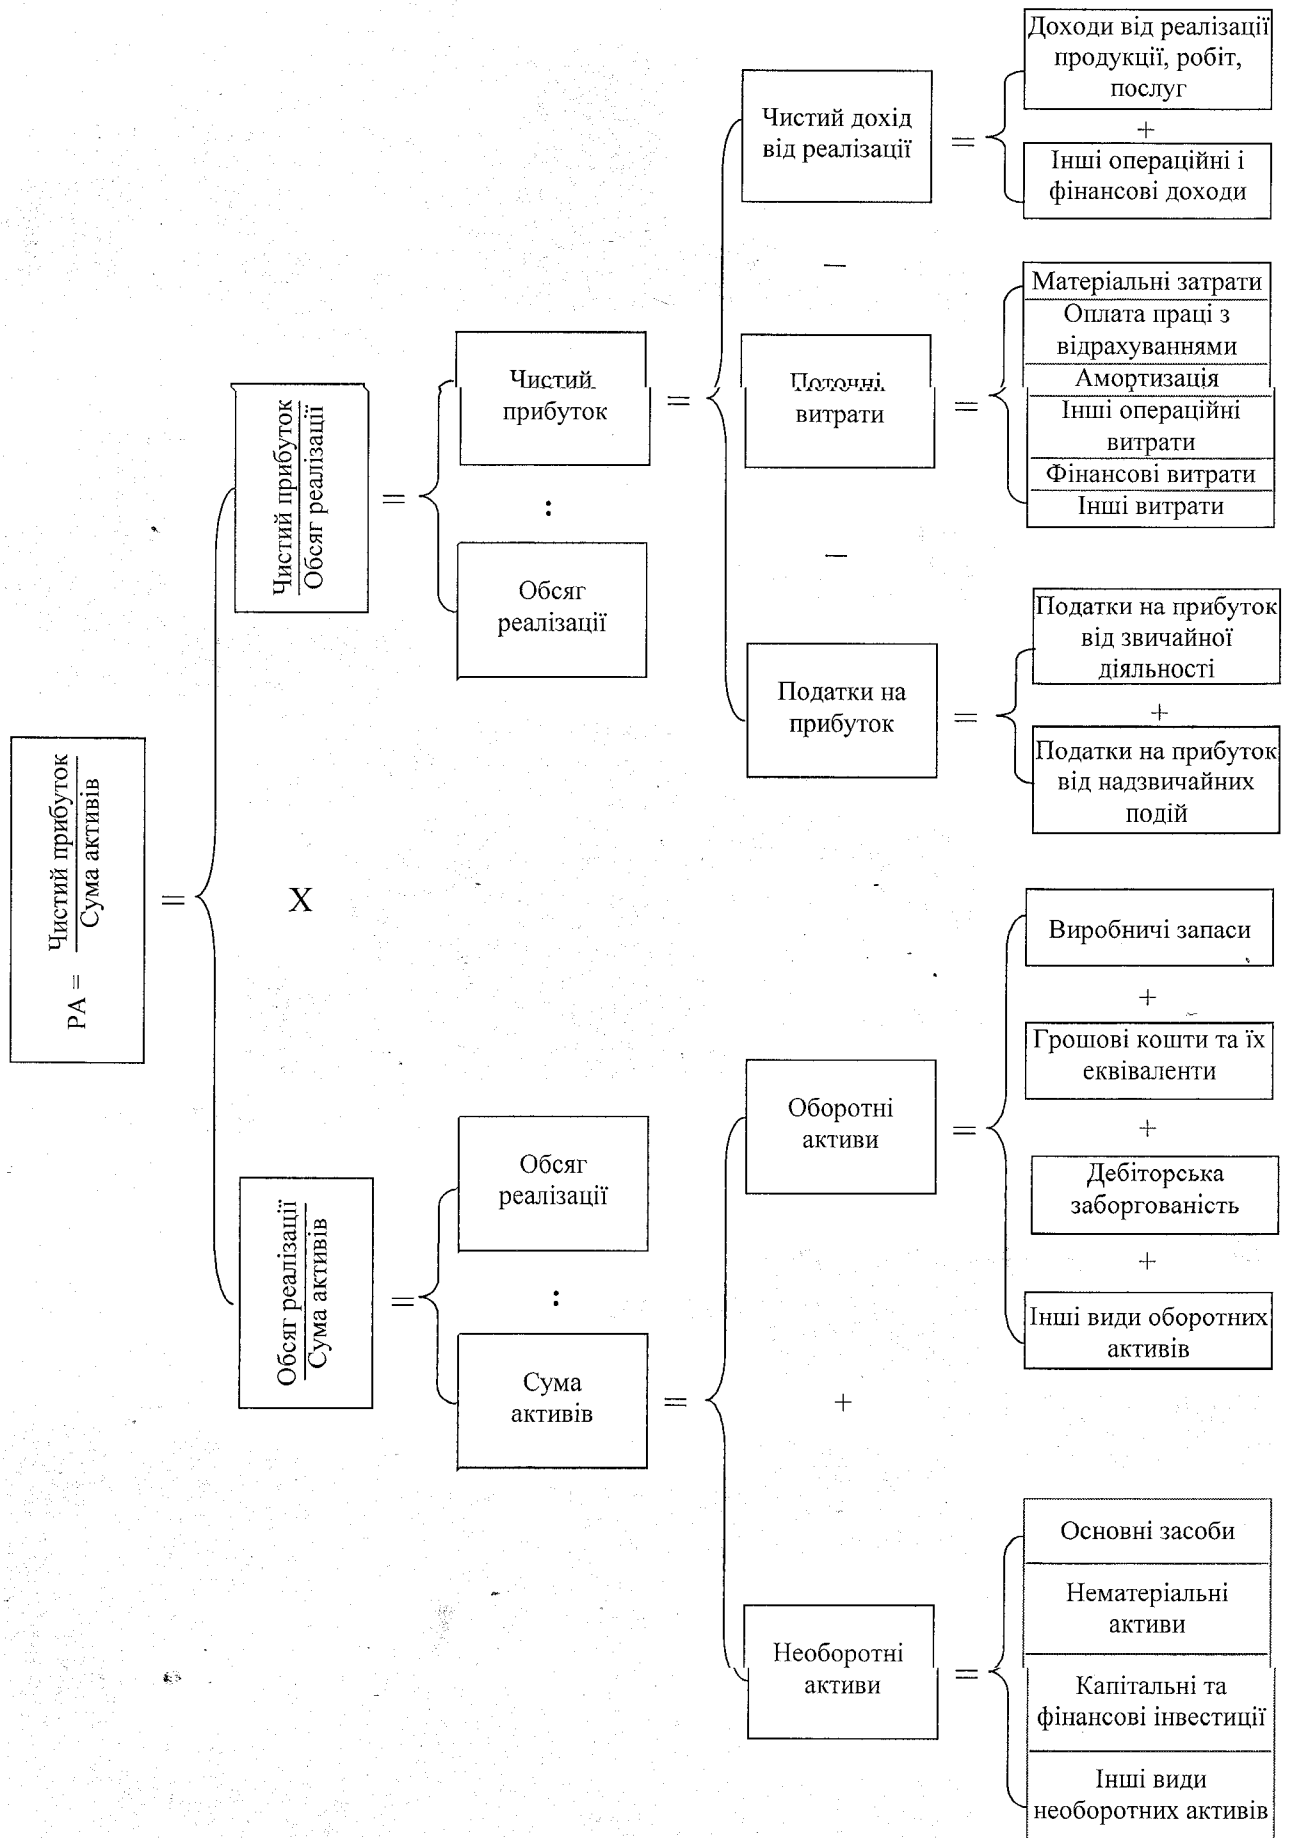 РА = Чистий прибуток
Сума активів
=
Чистий прибуток
Обсяг реалізації
X
Обсяг реалізації
Сума активів
=
Чистий
прибуток
:
Обсяг
реалізації
=
Обсяг
реалізації
:
Сума
активів
=
Чистий дохід
від реалізації
–
Поточні
витрати
–
Податки на
прибуток
=
Оборотні
активи
+
Необоротні
активи
=
Доходи від реалізації
продукції, робіт,
послуг
+
Інші операційні і
фінансові доходи
=
Матеріальні затрати
Оплата праці з
відрахуваннями
Амортизація
Інші операційні
витрати
Фінансові витрати
Інші витрати
=
Податки на прибуток
від звичайної
діяльності
+
Податки на прибуток
від надзвичайних
подій
=
Виробничі запаси
+
Грошові кошти та їх
еквіваленти
+
Дебіторська
заборгованість
+
Інші види оборотних
активів
=
Основні засоби
Нематеріальні
активи
Капітальні та
фінансові інвестиції
Інші види
необоротних активів